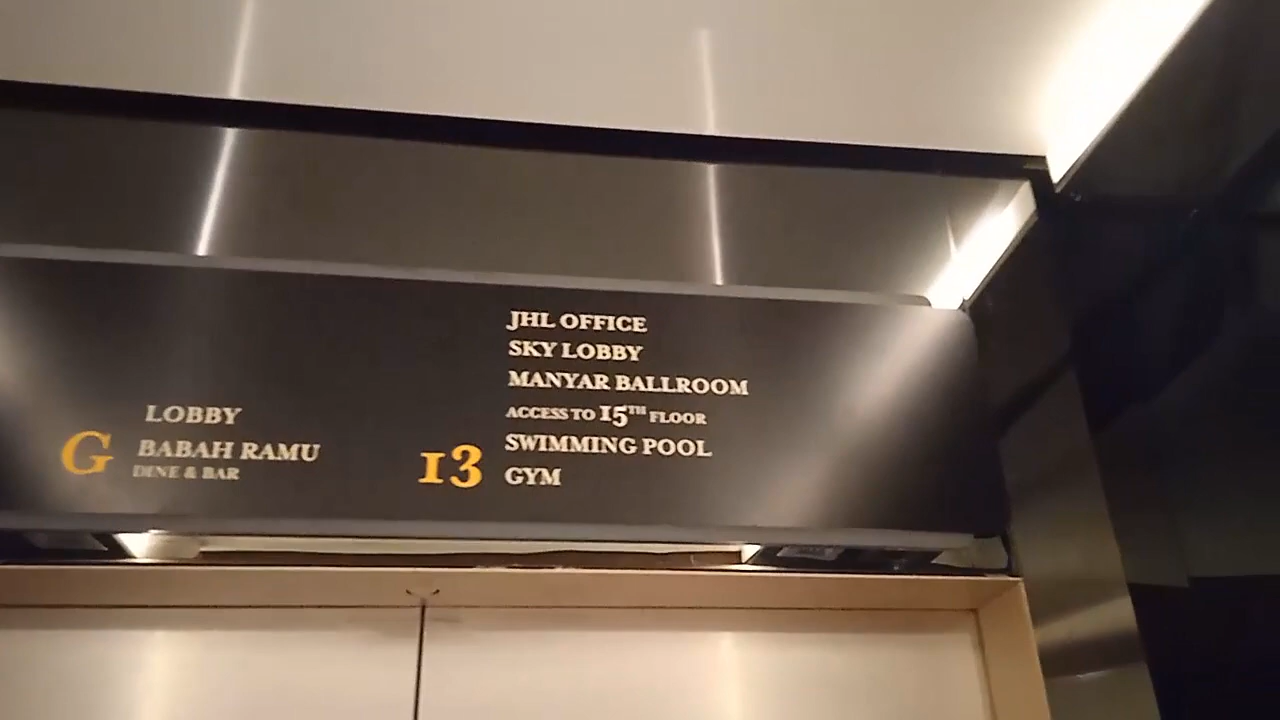 LOBBY
G BABAH RAMU
DINE & BAR
JHL OFFICE
SKY LOBBY
MANYAR BALLROOM
ACCESS TO 15TH FLOOR
SWIMMING POOL
13 GYM